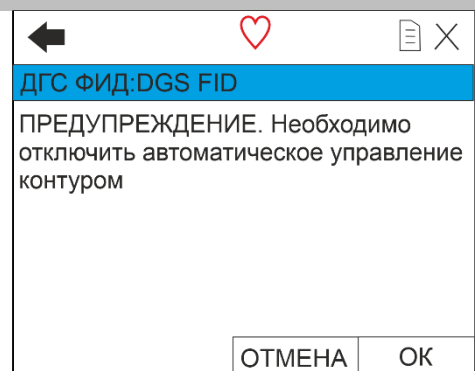 ДГС ФИД:DGS FID
ПРЕДУПРЕЖДЕНИЕ. Необходимо
отключить автоматическое управление
контуром
ОТМЕНА
ОК